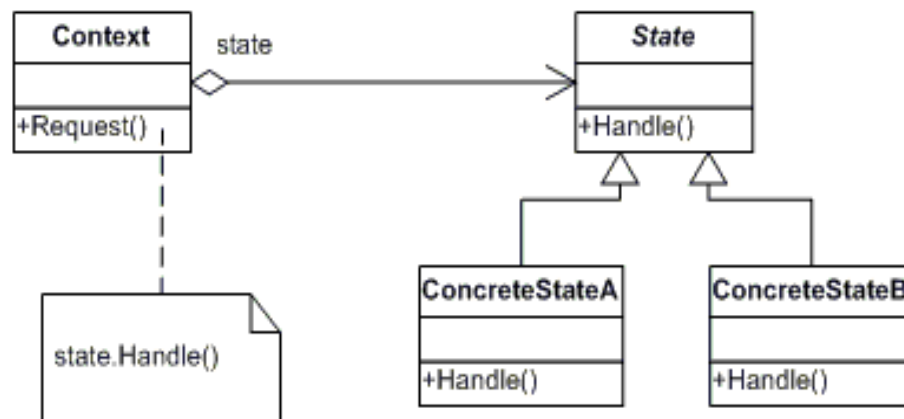 Context
state
State
+Request()
+Handle()
ConcreteStateA
ConcreteStateB
state.Handle()
+Handle()
+Handle()